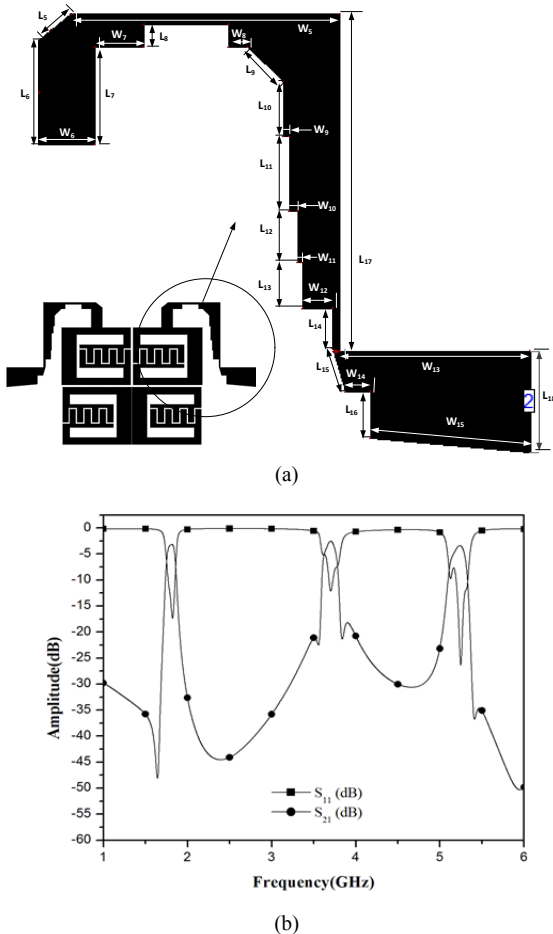 L5
W7
L8
W8
W5
L9
L6
L7
L10
W6
W9
L11
W10
L12
W11
L17
L13
W12
L14
W13
L15
W14
L18
2
L16
W15
(a)
0
-5
-10
-15
-20
-25
-30
-35
-40
-45
-50
-55
-60
Amplitude(dB)
S11 (dB)
S21 (dB)
1 2 3 4 5 6
Frequency(GHz)
(b)